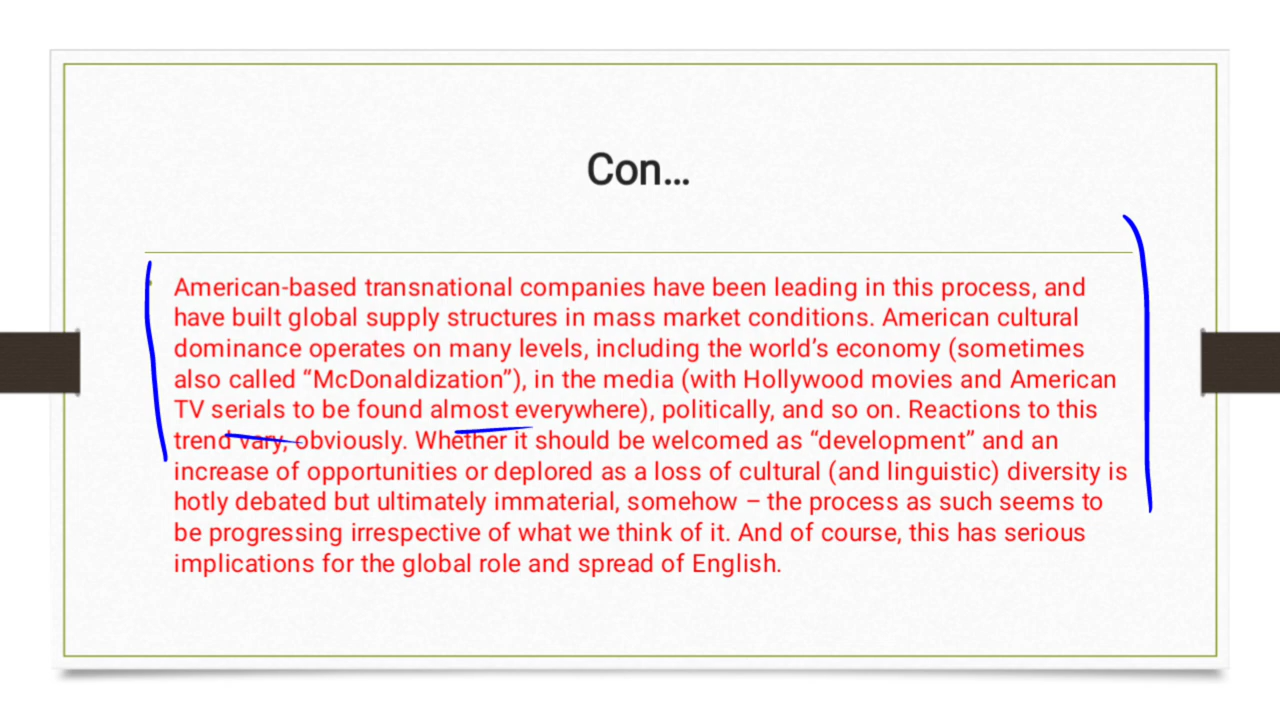 Con...
American-based transnational companies have been leading in this process, and
have built global supply structures in mass market conditions. American cultural
dominance operates on many levels, including the world’s economy (sometimes
also called “McDonaldization”), in the media (with Hollywood movies and American
TV serials to be found almost everywhere), politically, and so on. Reactions to this
trend vary, obviously. Whether it should be welcomed as “development” and an
increase of opportunities or deplored as a loss of cultural (and linguistic) diversity is
hotly debated but ultimately immaterial, somehow – the process as such seems to
be progressing irrespective of what we think of it. And of course, this has serious
implications for the global role and spread of English.